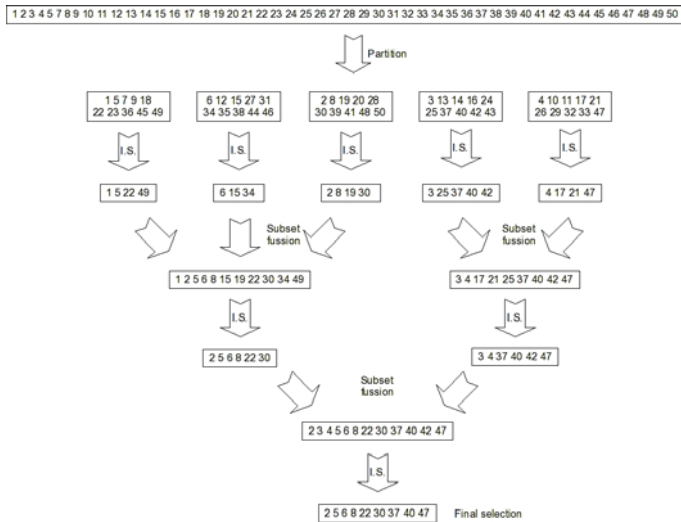 1 2 3 4 5 7 8 9 10 11 12 13 14 15 16 17 18 19 20 21 22 23 24 25 26 27 28 29 30 31 32 33 34 35 36 37 38 39 40 41 42 43 44 45 46 47 48 49 50
Partition
1 5 7 9 18
22 23 36 45 49
6 12 15 27 31
34 35 38 44 46
2 8 19 20 28
30 39 41 48 50
3 13 14 16 24
25 37 40 42 43
4 10 11 17 21
26 29 32 33 47
I.S.
I.S.
I.S.
I.S.
I.S.
1 5 22 49
6 15 34
2 8 19 30
3 25 37 40 42
4 17 21 47
Subset
fussion
Subset
fussion
1 2 5 6 8 15 19 22 30 34 49
3 4 17 21 25 37 40 42 47
I.S.
I.S.
2 5 6 8 22 30
3 4 37 40 42 47
Subset
fussion
2 3 4 5 6 8 22 30 37 40 42 47
I.S.
2 5 6 8 22 30 37 40 47
Final selection